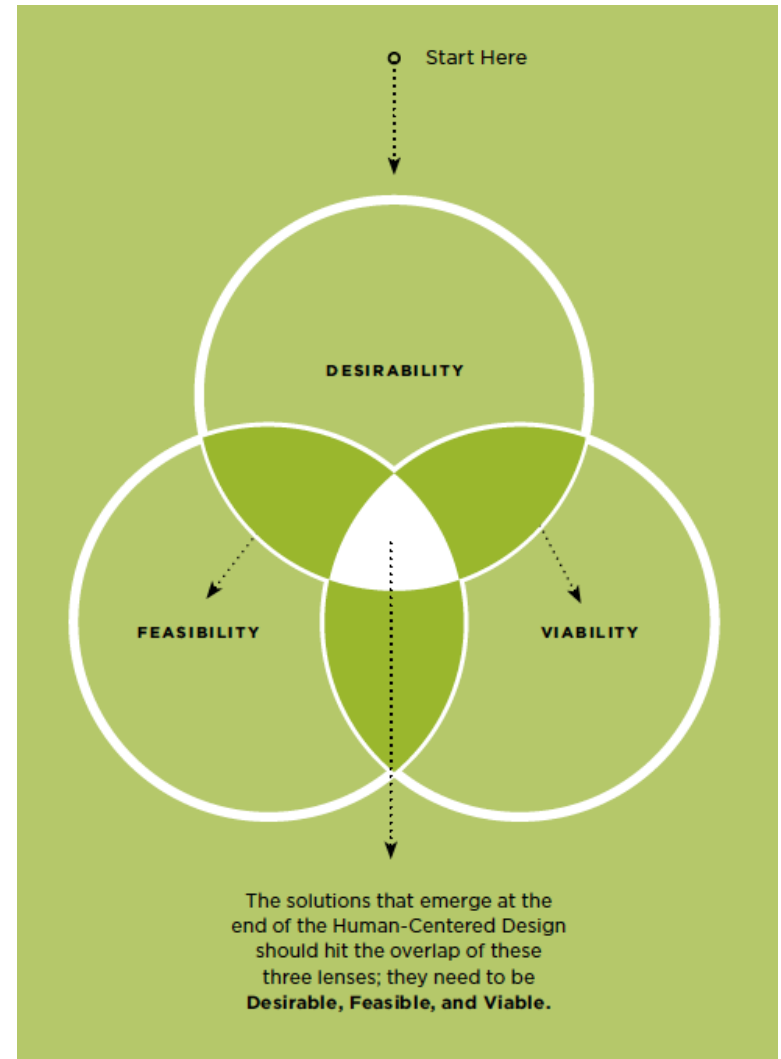 Start Here
DESIRABILITY
FEASIBILITY
VIABILITY
The solutions that emerge at the
end of the Human-Centered Design
should hit the overlap of these
three lenses; they need to be
Desirable, Feasible, and Viable.